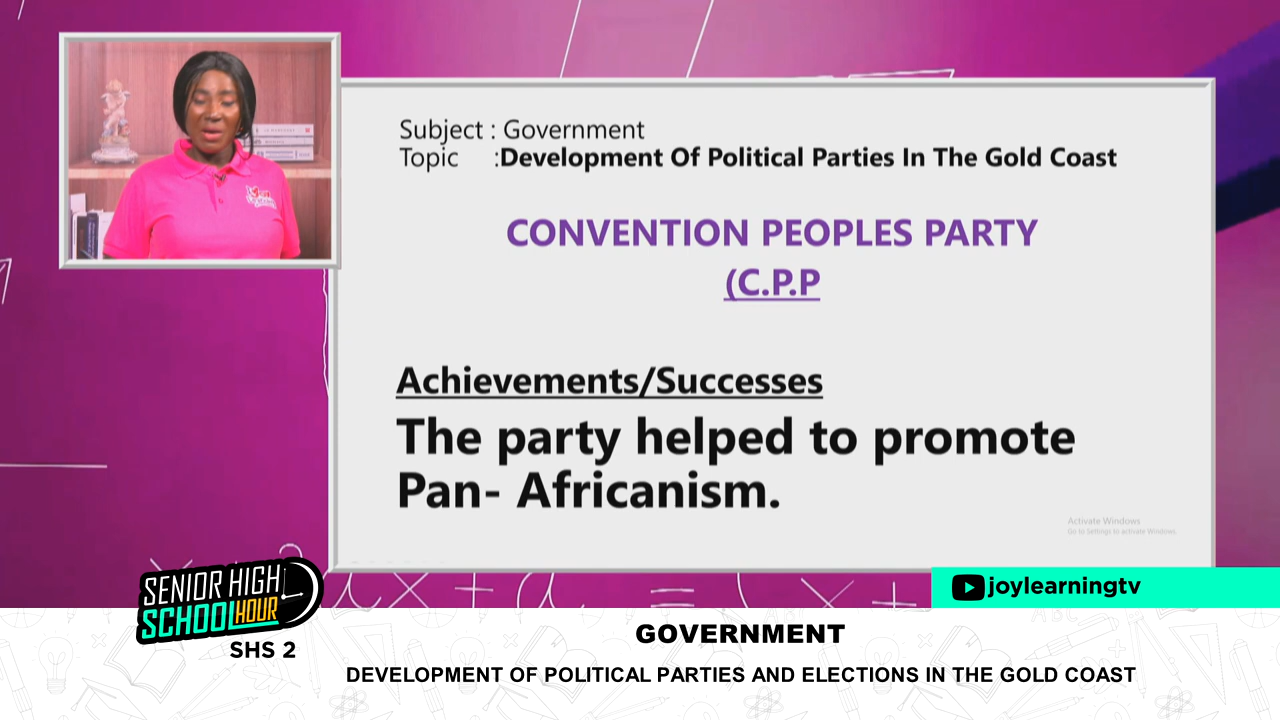 Subject : Government
Topic :Development Of Political Parties In The Gold Coast
CONVENTION PEOPLES PARTY
(C.P.P
Achievements/Successes
The party helped to promote
Pan- Africanism.
Activate Windows
Go to Settings to activate Windows.
SENIOR HIGH
SCHOOL HOUR
SHS 2
joylearningtv
GOVERNMENT
DEVELOPMENT OF POLITICAL PARTIES AND ELECTIONS IN THE GOLD COAST